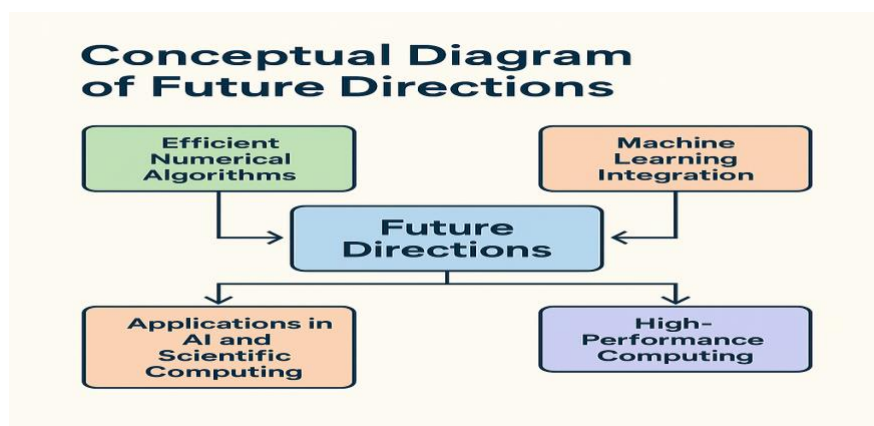 Conceptual Diagram
of Future Directions
Efficient
Numerical
Algorithms
Machine
Learning
Integration
Future
Directions
Applications in
AI and
Scientific
Computing
High-
Performance
Computing